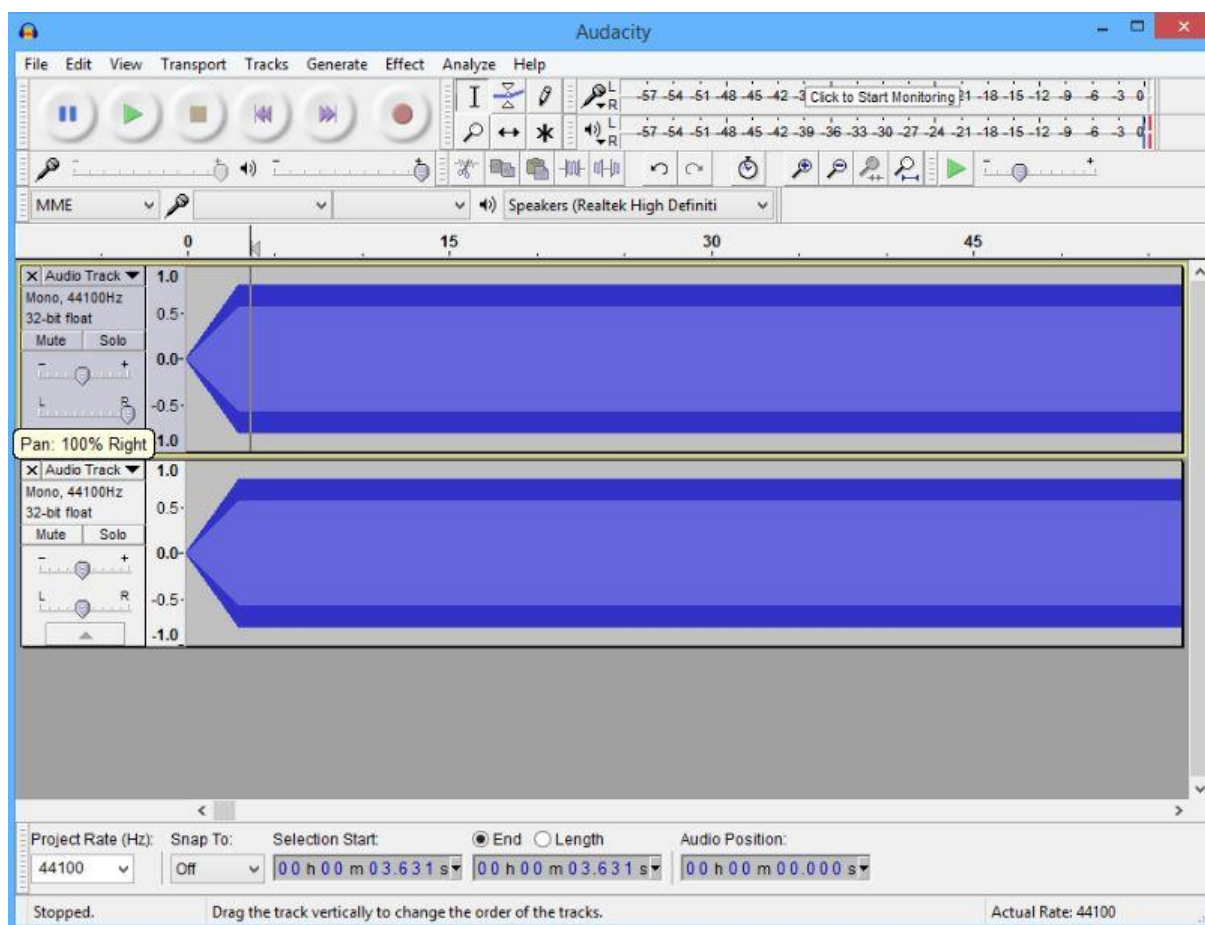 Audacity
File Edit View Transport Tracks Generate Effect Analyze Help
L
R
-57 -54 -51 -48 -45 -42 -3 Click to Start Monitoring 21 -18 -15 -12 -9 -6 -3 0
L
R
-57 -54 -51 -48 -45 -42 -39 -36 -33 -30 -27 -24 -21 -18 -15 -12 -9 -6 -3 0
- + - +
- +
MME Speakers (Realtek High Definiti
0 15 30 45
X Audio Track 1.0
Mono, 44100Hz
32-bit float 0.5
Mute Solo
- + 0.0
L R -0.5
Pan: 100% Right 1.0
X Audio Track 1.0
Mono, 44100Hz
32-bit float 0.5
Mute Solo
- + 0.0
L R -0.5
-1.0
Project Rate (Hz): Snap To: Selection Start: End Length Audio Position:
44100 Off 00 h 00 m 03.631 s 00 h 00 m 03.631 s 00 h 00 m 00.000 s
Stopped. Drag the track vertically to change the order of the tracks. Actual Rate: 44100